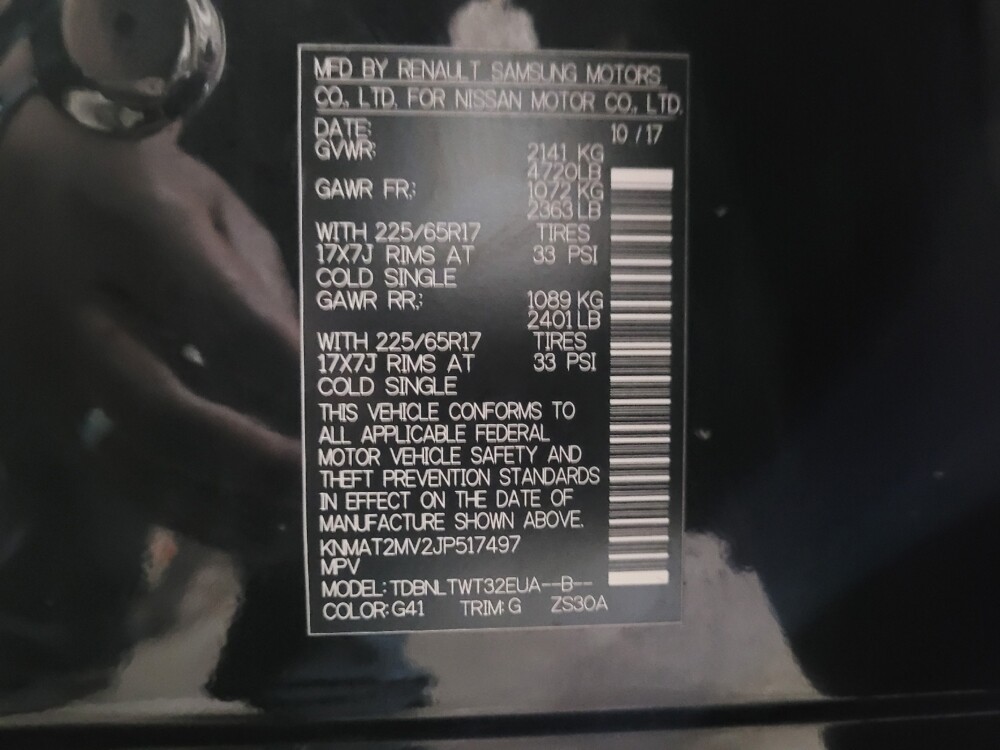 MFD BY RENAULT SAMSUNG MOTORS
CO., LTD. FOR NISSAN MOTOR CO., LTD.
DATE: 10 / 17
GVWR: 2141 KG
4720LB
GAWR FR.: 1072 KG
2363 LB
WITH 225/65R17 TIRES
17X7J RIMS AT 33 PSI
COLD SINGLE
GAWR RR.: 1089 KG
2401 LB
WITH 225/65R17 TIRES
17X7J RIMS AT 33 PSI
COLD SINGLE
THIS VEHICLE CONFORMS TO
ALL APPLICABLE FEDERAL
MOTOR VEHICLE SAFETY AND
THEFT PREVENTION STANDARDS
IN EFFECT ON THE DATE OF
MANUFACTURE SHOWN ABOVE.
KNMAT2MV2JP517497
MPV
MODEL: TDBNLTWT32EUA--B--
COLOR: G41 TRIM: G ZS30A